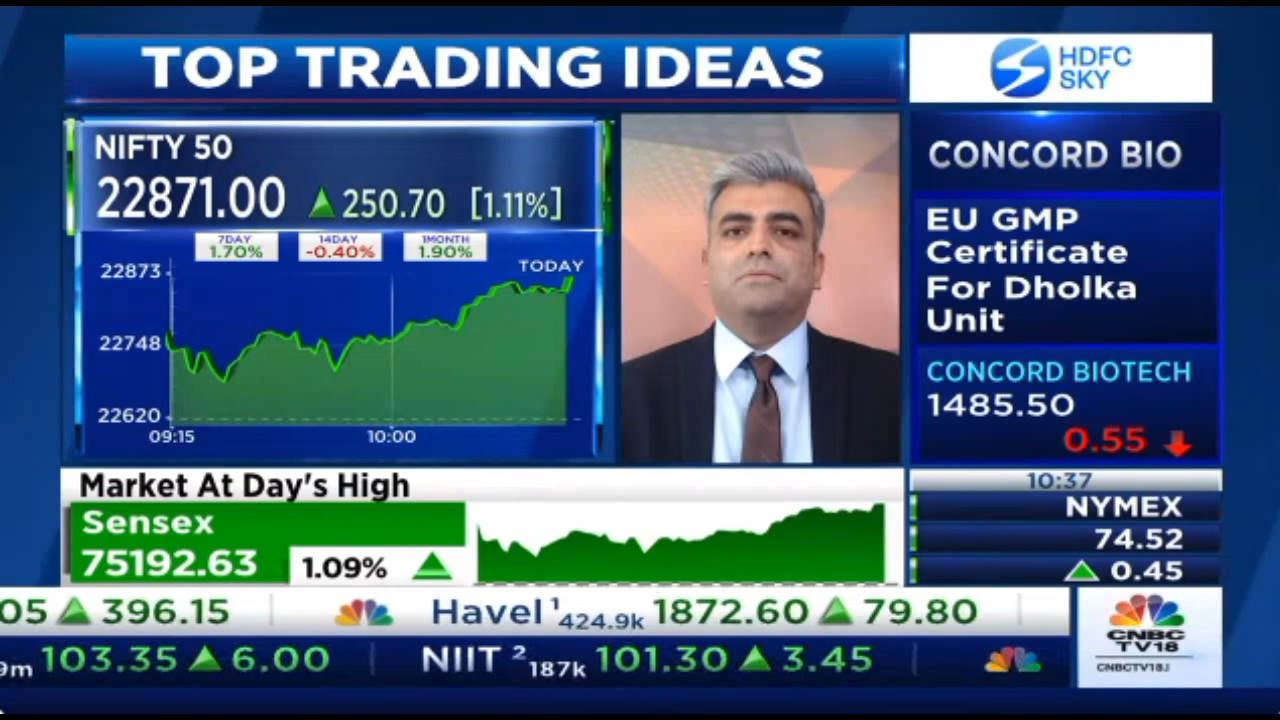 TOP TRADING IDEAS
HDFC
SKY
NIFTY 50
22871.00 ▲ 250.70 [1.11%]
7DAY
1.70%
14DAY
-0.40%
1MONTH
1.90%
TODAY
22873
22748
22620
09:15
10:00
CONCORD BIO
EU GMP
Certificate
For Dholka
Unit
CONCORD BIOTECH
1485.50
0.55
Market At Day's High
Sensex
75192.63
1.09%
10:37
NYMEX
74.52
▲ 0.45
05 ▲ 396.15
Havel ¹ 424.9k 1872.60 ▲ 79.80
9m 103.35 ▲ 6.00
NIIT ² 187k 101.30 ▲ 3.45
CNBC
TV18